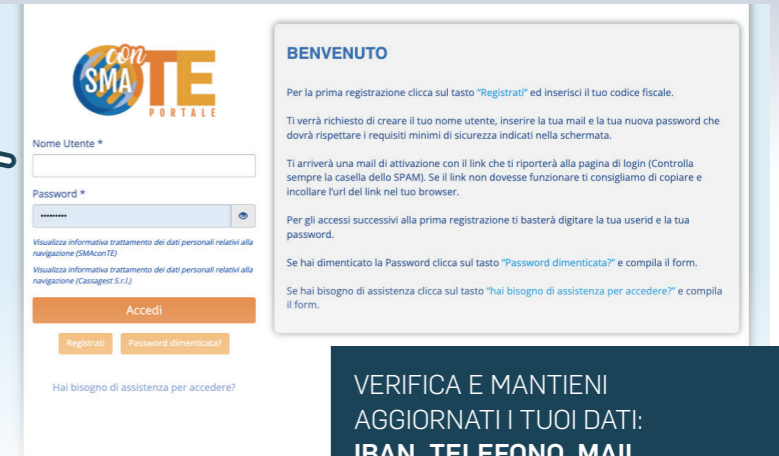 con
SMA TE
PORTALE
Nome Utente *
Password *
Visualizza informativa trattamento dei dati personali relativi alla
navigazione (SMAconTE)
Visualizza informativa trattamento dei dati personali relativi alla
navigazione (Cassagest S.r.l.)
Accedi
Registrati Password dimenticata?
Hai bisogno di assistenza per accedere?
BENVENUTO
Per la prima registrazione clicca sul tasto "Registrati" ed inserisci il tuo codice fiscale.
Ti verrà richiesto di creare il tuo nome utente, inserire la tua mail e la tua nuova password che
dovrà rispettare i requisiti minimi di sicurezza indicati nella schermata.
Ti arriverà una mail di attivazione con il link che ti riporterà alla pagina di login (Controlla
sempre la casella dello SPAM). Se il link non dovesse funzionare ti consigliamo di copiare e
incollare l'url del link nel tuo browser.
Per gli accessi successivi alla prima registrazione ti basterà digitare la tua userid e la tua
password.
Se hai dimenticato la Password clicca sul tasto "Password dimenticata?" e compila il form.
Se hai bisogno di assistenza clicca sul tasto "hai bisogno di assistenza per accedere?" e compila
il form.
VERIFICA E MANTIENI
AGGIORNATI I TUOI DATI:
IBAN, TELEFONO, MAIL